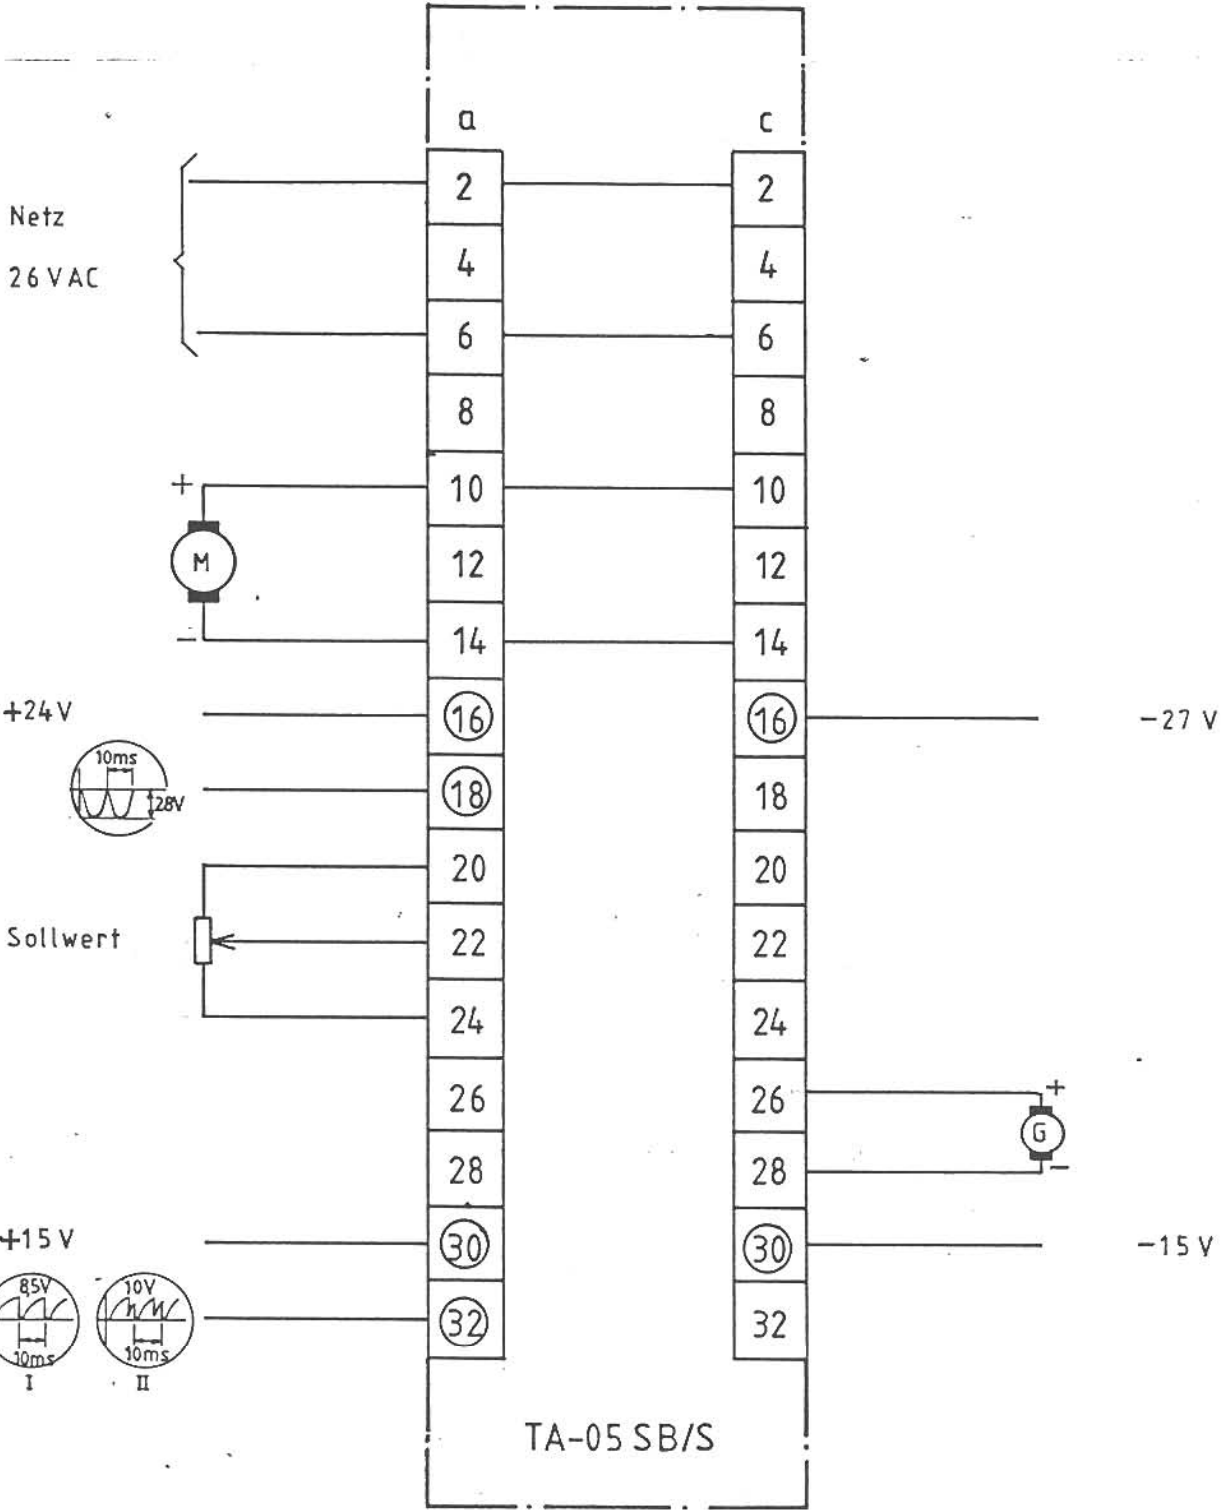 a c
2 2
Netz
4 4
26 V AC
6 6
8 8
+
10 10
M
12 12
−
14 14
+24V
16 16
−27 V
10ms
28V
18 18
20 20
Sollwert
22 22
24 24
26 26
+
G
28 28
−
+15 V
30 30
−15 V
8,5V 10V
32 32
10ms 10ms
I II
TA-05 SB/S